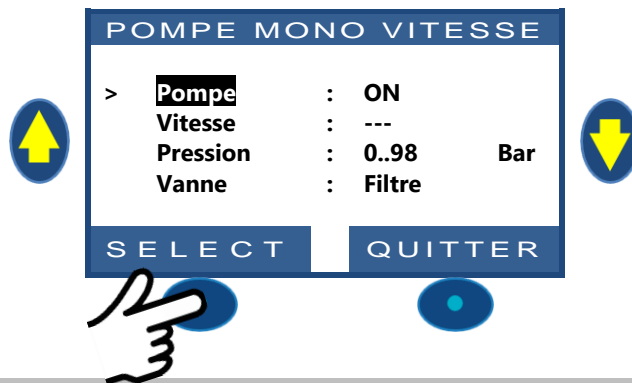 POMPE MONO VITESSE
> Pompe : ON
Vitesse : ---
Pression : 0..98 Bar
Vanne : Filtre
SELECT QUITTER